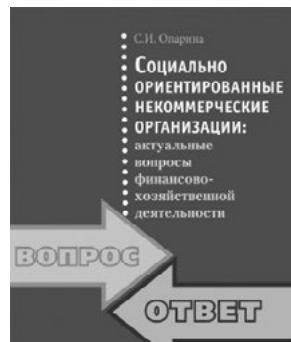 С.И. Опарина
Социально
ориентированные
некоммерческие
организации:
актуальные
вопросы
финансово-
хозяйственной
деятельности
ВОПРОС
ОТВЕТ